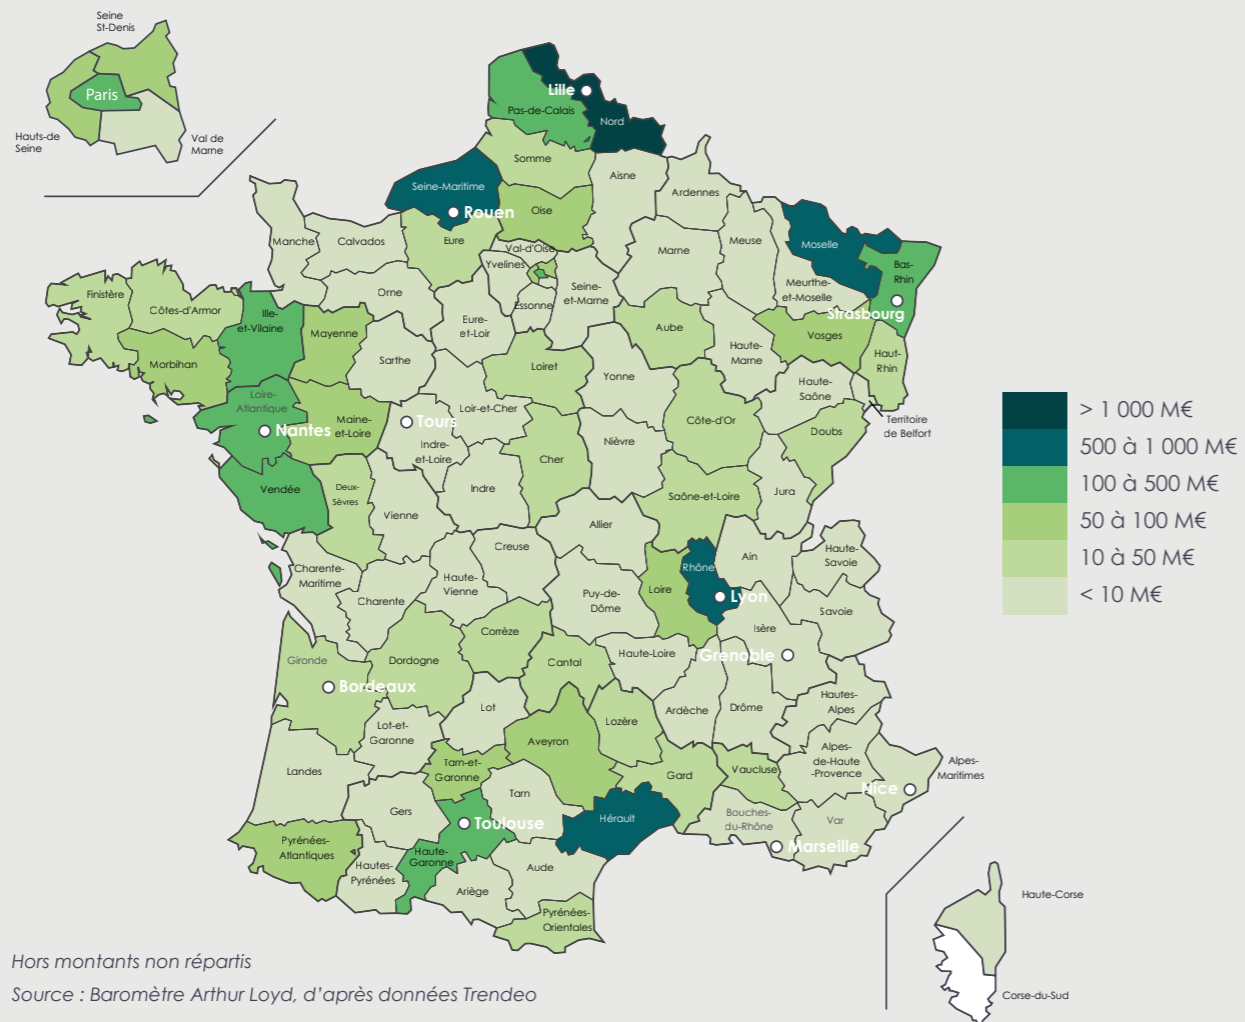 Seine
St-Denis
Paris
Hauts-de
Seine
Val de
Marne
Lille
Pas-de-Calais
Nord
Somme
Aisne
Ardennes
Seine-Maritime
Rouen
Oise
Eure
Val-d'Oise
Yvelines
Essonne
Seine-
et-Marne
Marne
Meuse
Moselle
Meurthe-
et-Moselle
Bas-
Rhin
Strasbourg
Manche
Calvados
Orne
Eure-
et-Loir
Finistère
Côtes-d'Armor
Ille-
et-Vilaine
Mayenne
Morbihan
Sarthe
Loiret
Aube
Haute-
Marne
Vosges
Haut-
Rhin
Yonne
Haute-
Saône
Territoire
de Belfort
Loire-
Atlantique
Nantes
Maine-
et-Loire
Tours
Indre-
et-Loire
Loir-et-Cher
Cher
Nièvre
Côte-d'Or
Doubs
Vendée
Deux-
Sèvres
Vienne
Indre
Saône-et-Loire
Jura
Allier
Charente-
Maritime
Charente
Haute-
Vienne
Creuse
Puy-de-
Dôme
Loire
Rhône
Lyon
Ain
Haute-
Savoie
Savoie
Isère
Grenoble
Gironde
Bordeaux
Dordogne
Corrèze
Cantal
Haute-Loire
Ardèche
Drôme
Hautes-
Alpes
Lot-et-
Garonne
Lot
Aveyron
Lozère
Landes
Tarn-et-
Garonne
Gard
Vaucluse
Alpes-
de-Haute
-Provence
Alpes-
Maritimes
Nice
Gers
Tarn
Hérault
Bouches-
du-Rhône
Var
Marseille
Toulouse
Haute-
Garonne
Pyrénées-
Atlantiques
Hautes-
Pyrénées
Ariège
Aude
Pyrénées-
Orientales
Haute-Corse
Corse-du-Sud
> 1 000 M€
500 à 1 000 M€
100 à 500 M€
50 à 100 M€
10 à 50 M€
< 10 M€
Hors montants non répartis
Source : Baromètre Arthur Loyd, d'après données Trendeo